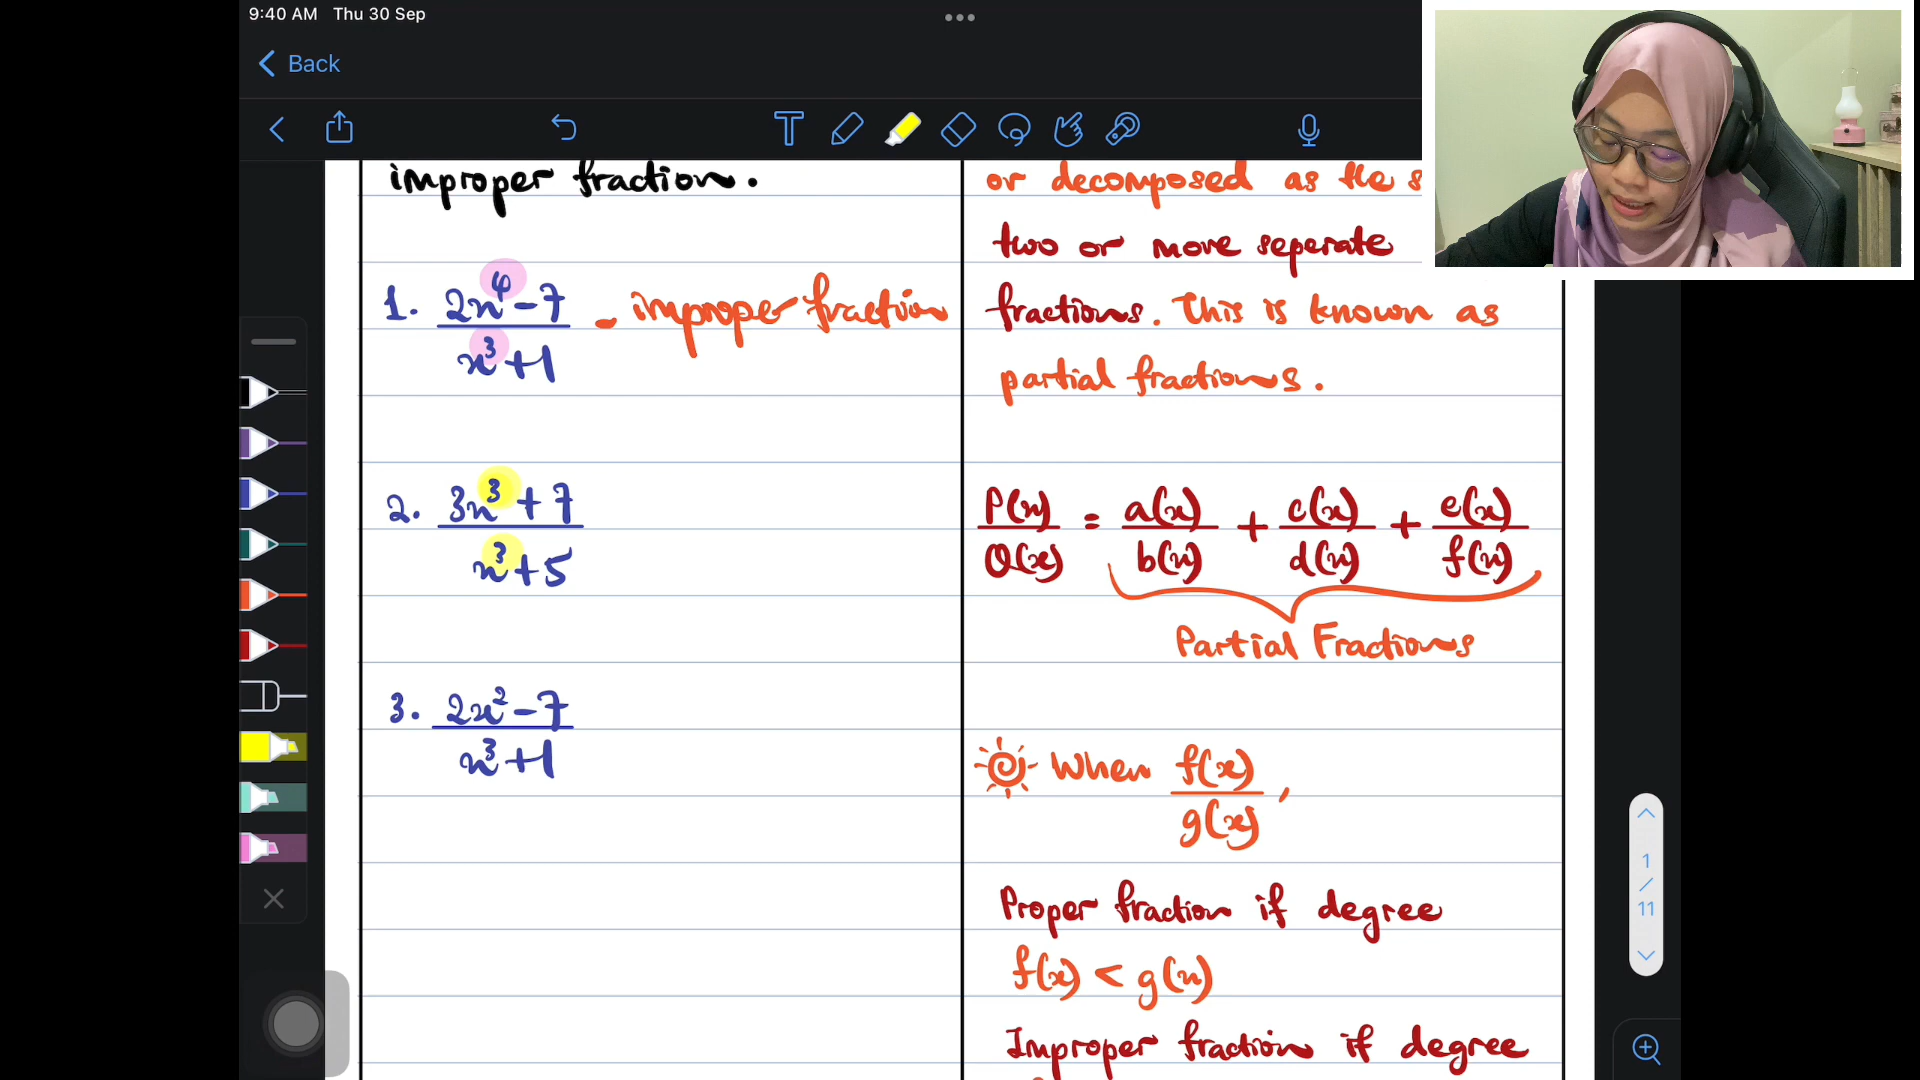 9:40 AM Thu 30 Sep
Back
improper fraction.
1. 2x⁴-7 / x³+1 - improper fraction
2. 3x³+7 / x³+5
3. 2x²-7 / x³+1
or decomposed as the s
two or more seperate
fractions. This is known as
partial fractions.
P(x)/Q(x) = a(x)/b(x) + c(x)/d(x) + e(x)/f(x)
Partial Fractions
When f(x)/g(x),
Proper fraction if degree
f(x) < g(x)
Improper fraction if degree
1
/
11